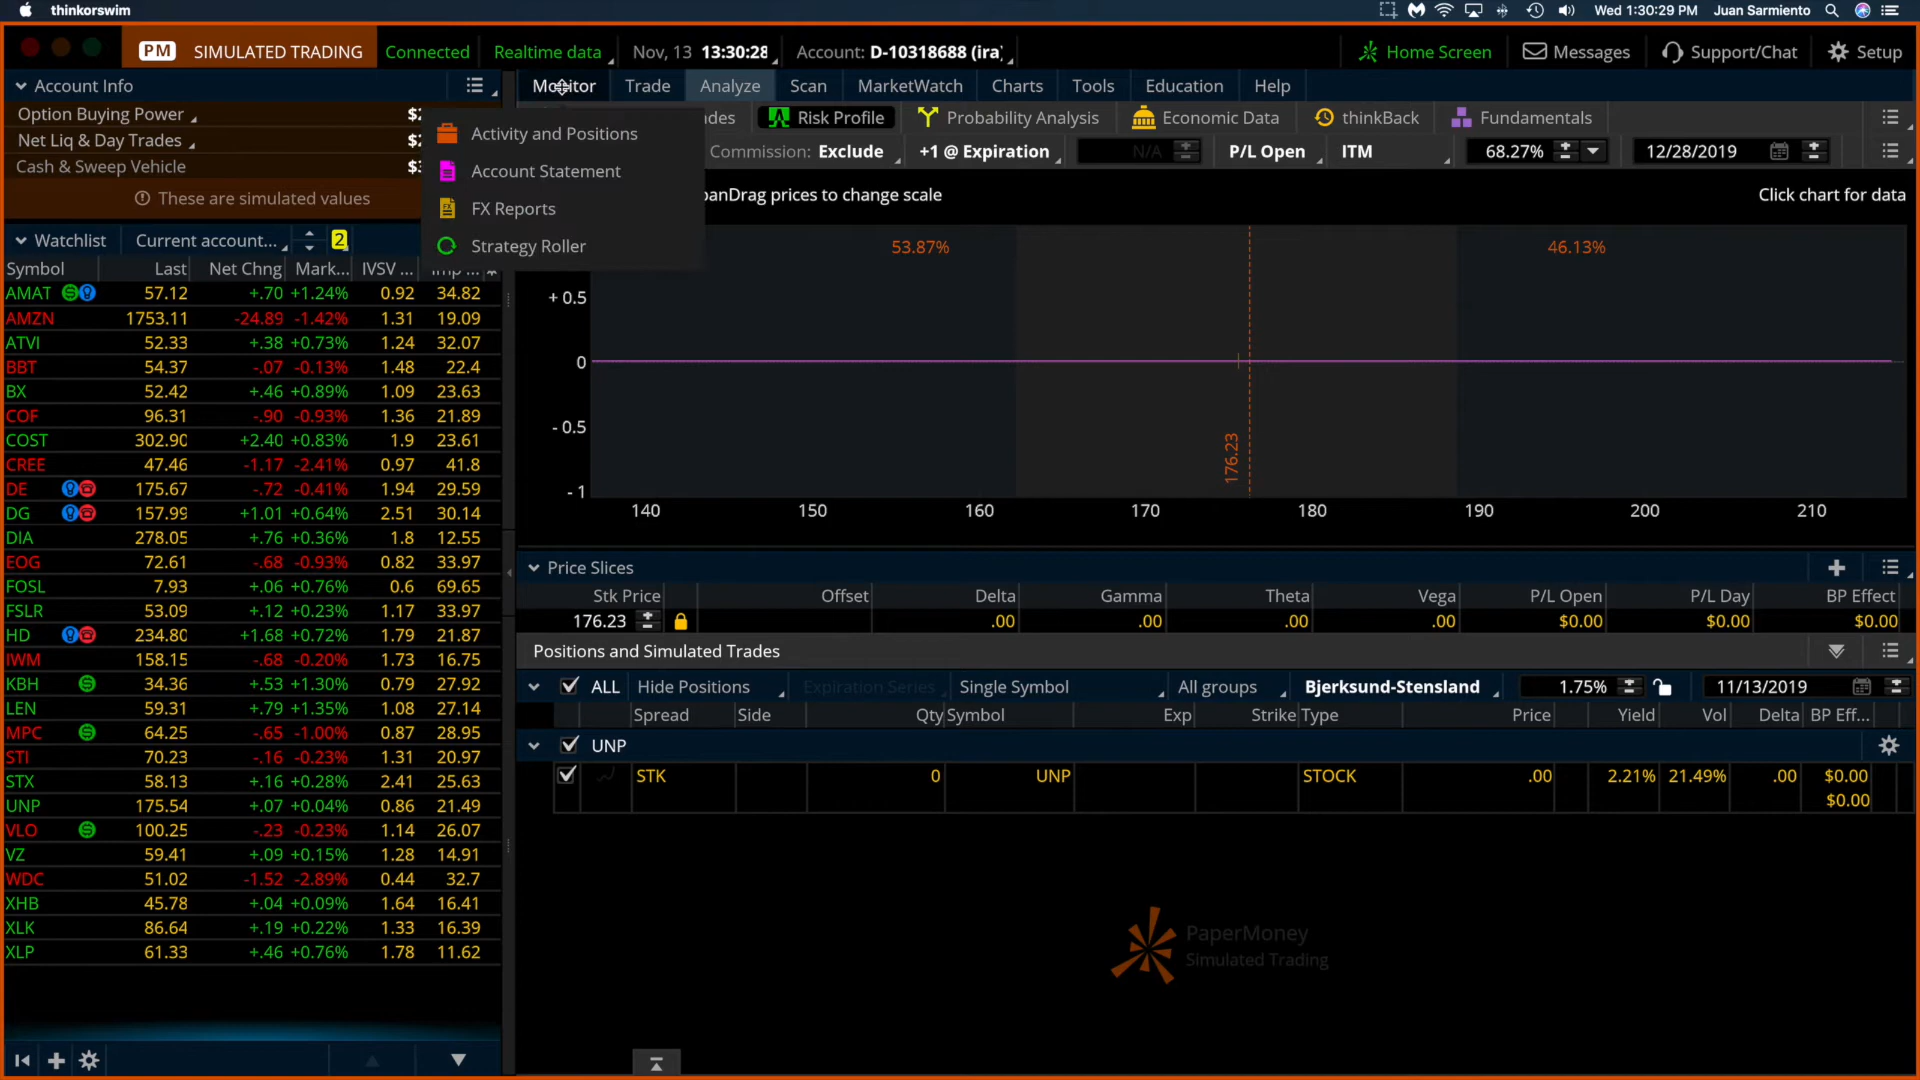 thinkorswim
Wed 1:30:29 PM Juan Sarmiento
PM SIMULATED TRADING Connected Realtime data Nov, 13 13:30:28 Account: D-10318688 (ira) Home Screen Messages Support/Chat Setup
Account Info
Option Buying Power $2
Net Liq & Day Trades $2
Cash & Sweep Vehicle $3
These are simulated values
Monitor Trade Analyze Scan MarketWatch Charts Tools Education Help
Activity and Positions
Account Statement
FX Reports
Strategy Roller
Risk Profile Probability Analysis Economic Data thinkBack Fundamentals
Commission: Exclude +1 @ Expiration N/A P/L Open ITM 68.27% 12/28/2019
Drag prices to change scale Click chart for data
53.87% 46.13%
+ 0.5
0
- 0.5
- 1
176.23
140 150 160 170 180 190 200 210
Watchlist Current account... 2
Symbol Last Net Chng Mark... IVSV ... Imp ...
AMAT 57.12 +.70 +1.24% 0.92 34.82
AMZN 1753.11 -24.89 -1.42% 1.31 19.09
ATVI 52.33 +.38 +0.73% 1.24 32.07
BBT 54.37 -.07 -0.13% 1.48 22.4
BX 52.42 +.46 +0.89% 1.09 23.63
COF 96.31 -.90 -0.93% 1.36 21.89
COST 302.90 +2.40 +0.83% 1.9 23.61
CREE 47.46 -1.17 -2.41% 0.97 41.8
DE 175.67 -.72 -0.41% 1.94 29.59
DG 157.99 +1.01 +0.64% 2.51 30.14
DIA 278.05 +.76 +0.36% 1.8 12.55
EOG 72.61 -.68 -0.93% 0.82 33.97
FOSL 7.93 +.06 +0.76% 0.6 69.65
FSLR 53.09 +.12 +0.23% 1.17 33.97
HD 234.80 +1.68 +0.72% 1.79 21.87
IWM 158.15 -.68 -0.20% 1.73 16.75
KBH 34.36 +.53 +1.30% 0.79 27.92
LEN 59.31 +.79 +1.35% 1.08 27.14
MPC 64.25 -.65 -1.00% 0.87 28.95
STI 70.23 -.16 -0.23% 1.31 20.97
STX 58.13 +.16 +0.28% 2.41 25.63
UNP 175.54 +.07 +0.04% 0.86 21.49
VLO 100.25 -.23 -0.23% 1.14 26.07
VZ 59.41 +.09 +0.15% 1.28 14.91
WDC 51.02 -1.52 -2.89% 0.44 32.7
XHB 45.78 +.04 +0.09% 1.64 16.41
XLK 86.64 +.19 +0.22% 1.33 16.39
XLP 61.33 +.46 +0.76% 1.78 11.62
Price Slices
Stk Price Offset Delta Gamma Theta Vega P/L Open P/L Day BP Effect
176.23 .00 .00 .00 .00 $0.00 $0.00 $0.00
Positions and Simulated Trades
ALL Hide Positions Expiration Series Single Symbol All groups Bjerksund-Stensland 1.75% 11/13/2019
Spread Side Qty Symbol Exp Strike Type Price Yield Vol Delta BP Eff...
UNP
STK 0 UNP STOCK .00 2.21% 21.49% .00 $0.00
$0.00
PaperMoney
Simulated Trading